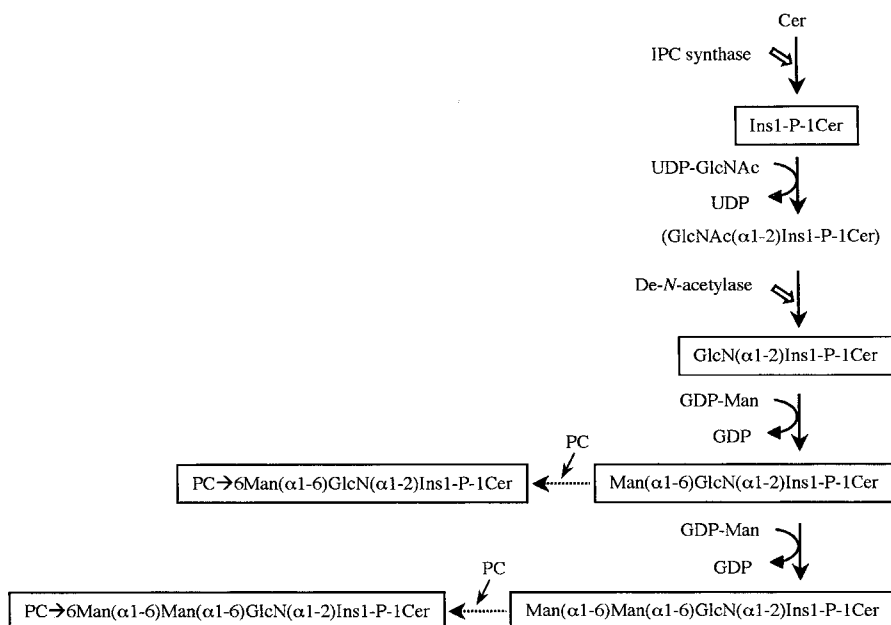 Cer
IPC synthase
Ins1-P-1Cer
UDP-GlcNAc
UDP
(GlcNAc(α1-2)Ins1-P-1Cer)
De-N-acetylase
GlcN(α1-2)Ins1-P-1Cer
GDP-Man
GDP
PC
PC→6Man(α1-6)GlcN(α1-2)Ins1-P-1Cer
Man(α1-6)GlcN(α1-2)Ins1-P-1Cer
GDP-Man
GDP
PC
PC→6Man(α1-6)Man(α1-6)GlcN(α1-2)Ins1-P-1Cer
Man(α1-6)Man(α1-6)GlcN(α1-2)Ins1-P-1Cer